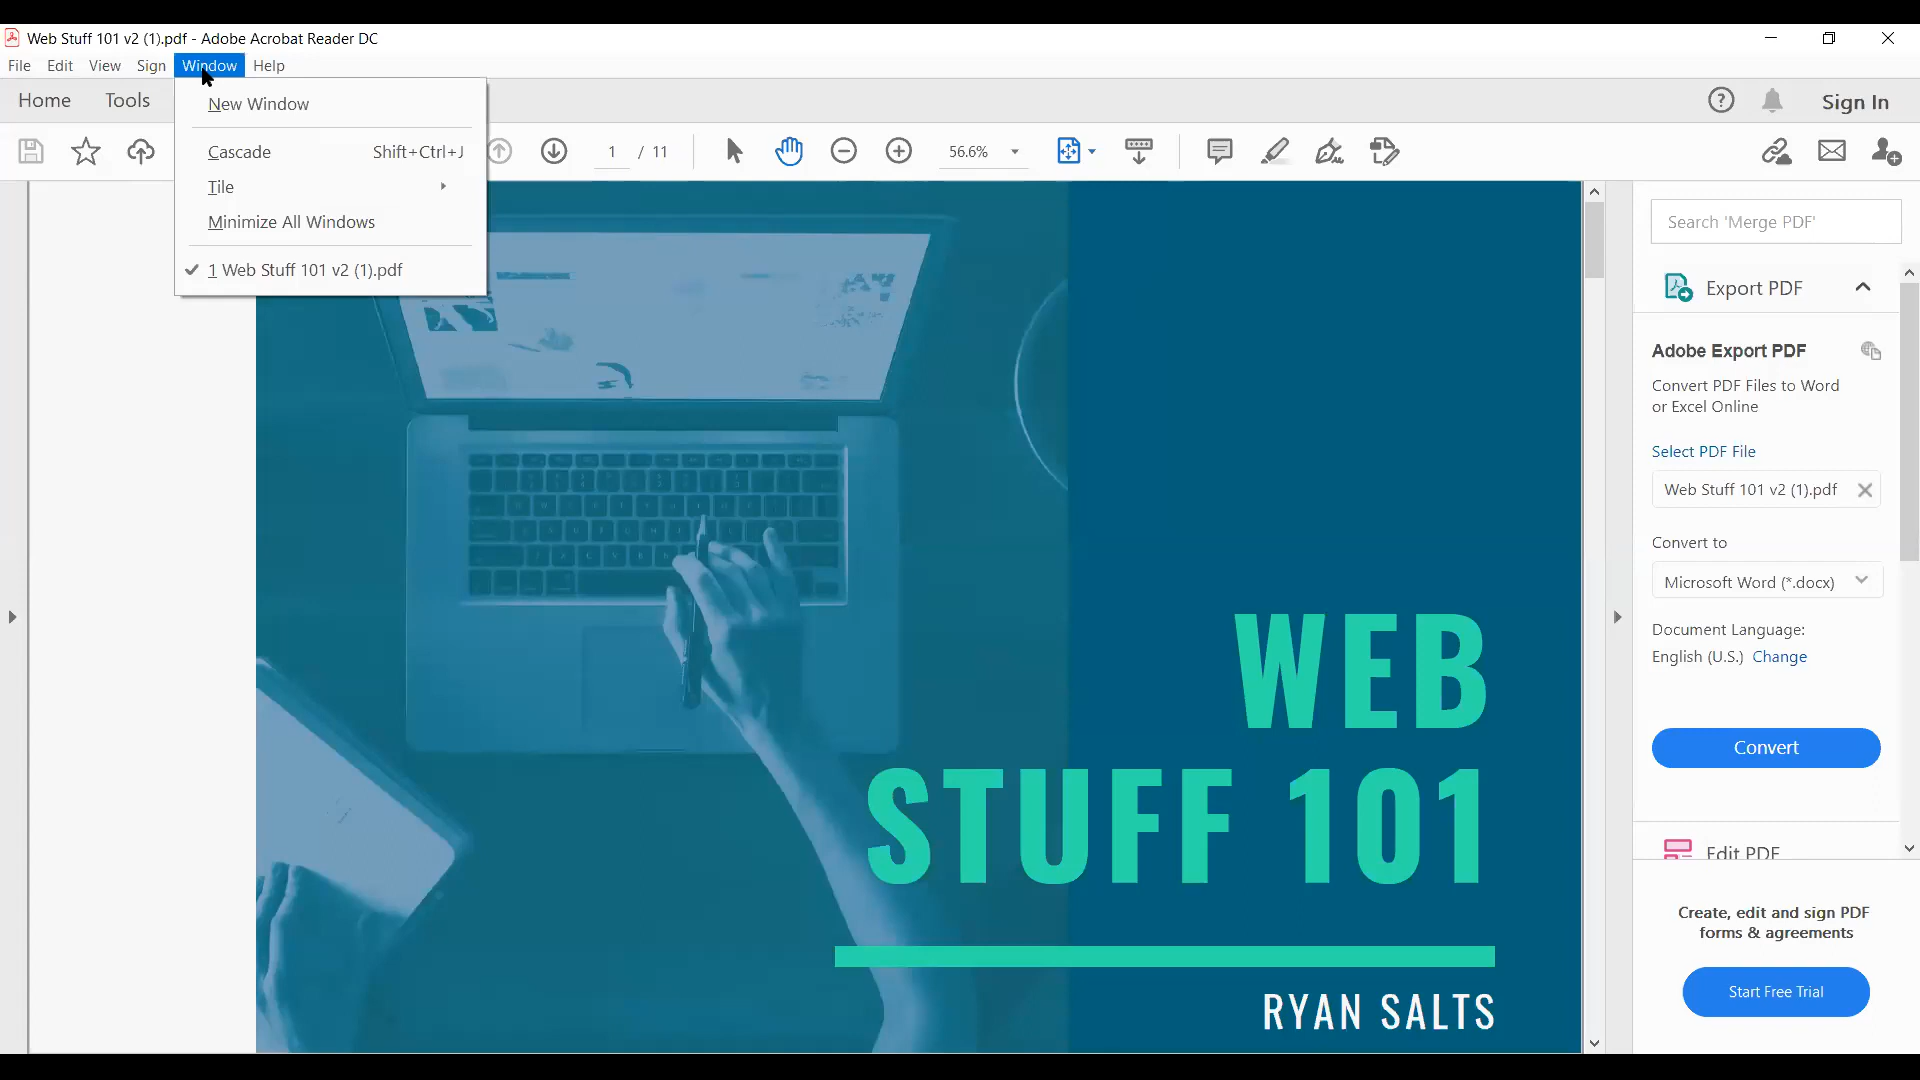 Web Stuff 101 v2 (1).pdf - Adobe Acrobat Reader DC
File Edit View Sign Window Help
Home Tools
Sign In
New Window
Cascade Shift+Ctrl+J
Tile
Minimize All Windows
1 Web Stuff 101 v2 (1).pdf
1 / 11
56.6%
WEB
STUFF 101
RYAN SALTS
Search 'Merge PDF'
Export PDF
Adobe Export PDF
Convert PDF Files to Word
or Excel Online
Select PDF File
Web Stuff 101 v2 (1).pdf
Convert to
Microsoft Word (*.docx)
Document Language:
English (U.S.) Change
Convert
Edit PDF
Create, edit and sign PDF
forms & agreements
Start Free Trial